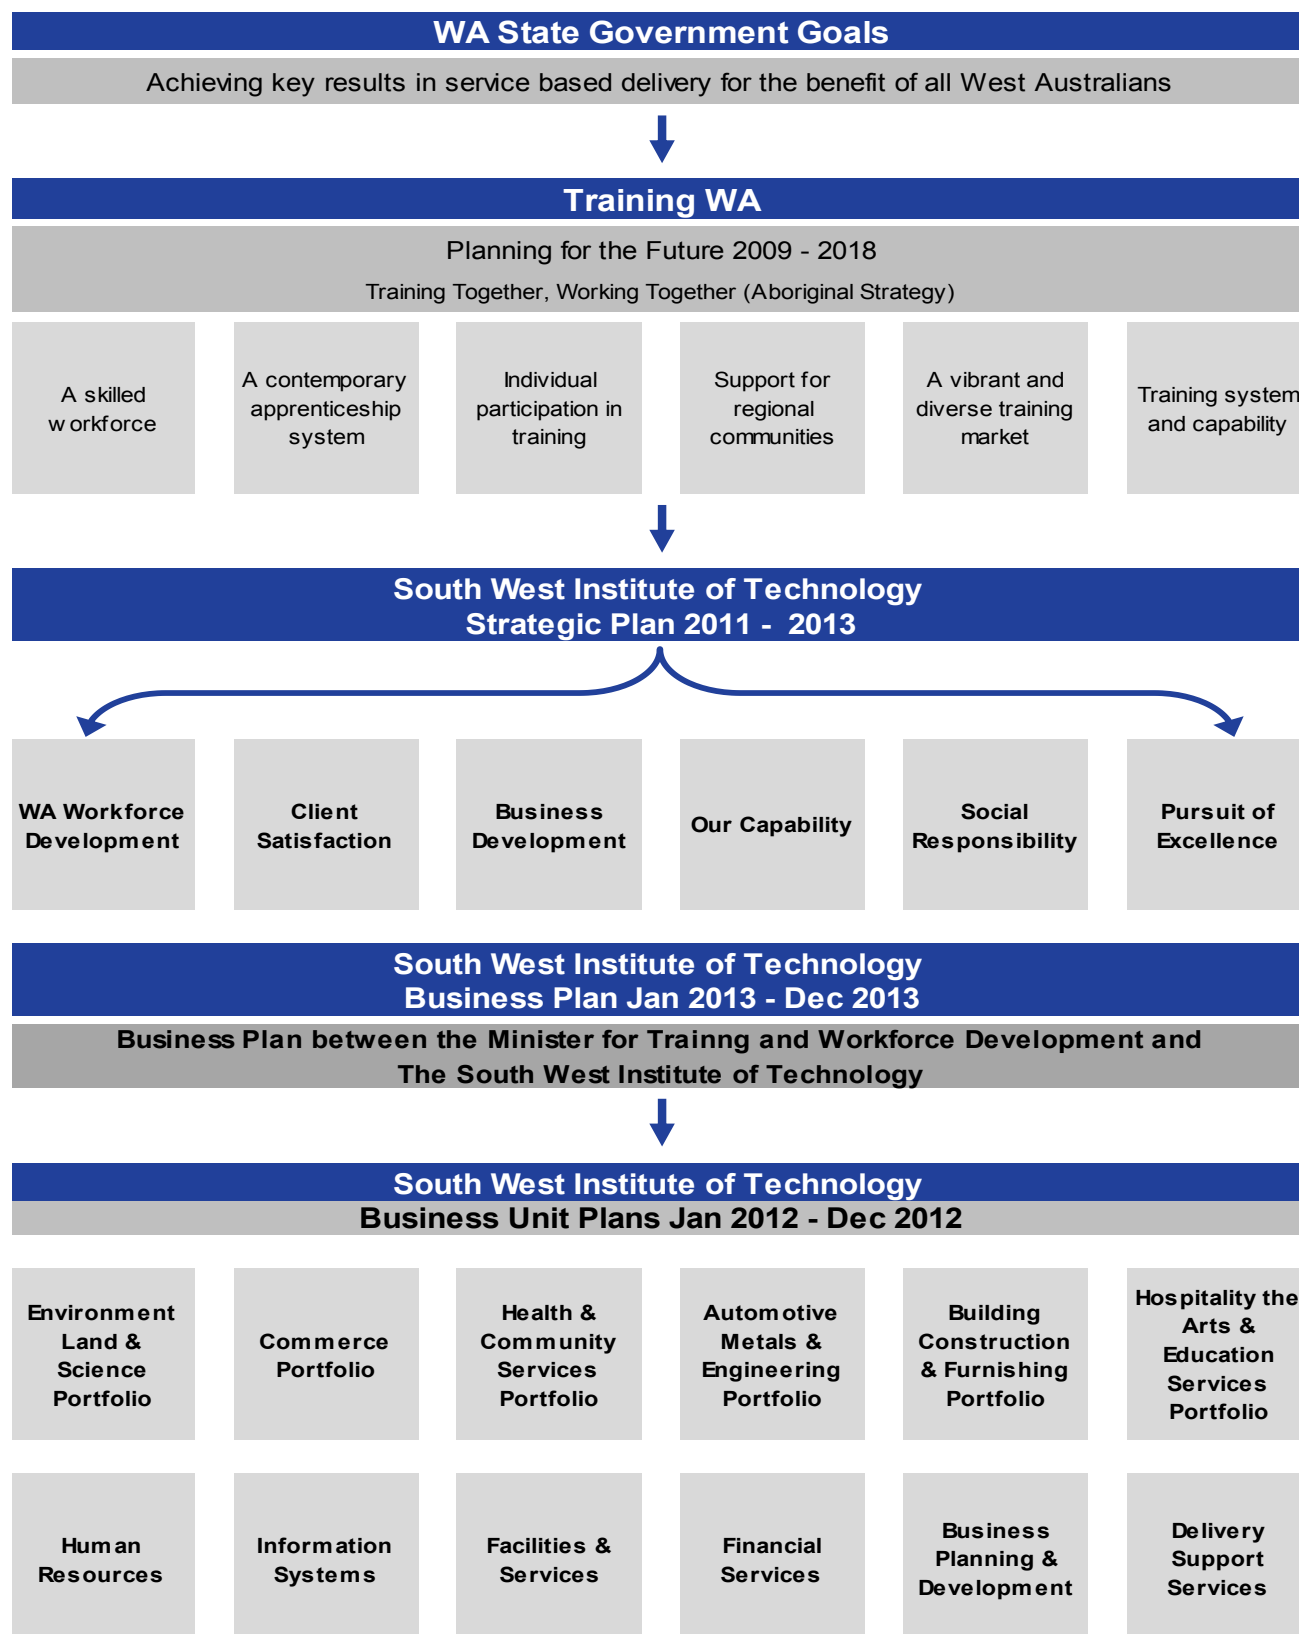 WA State Government Goals
Achieving key results in service based delivery for the benefit of all West Australians
Training WA
Planning for the Future 2009 - 2018
Training Together, Working Together (Aboriginal Strategy)
A skilled
workforce
A contemporary
apprenticeship
system
Individual
participation in
training
Support for
regional
communities
A vibrant and
diverse training
market
Training system
and capability
South West Institute of Technology
Strategic Plan 2011 - 2013
WA Workforce
Development
Client
Satisfaction
Business
Development
Our Capability
Social
Responsibility
Pursuit of
Excellence
South West Institute of Technology
Business Plan Jan 2013 - Dec 2013
Business Plan between the Minister for Trainng and Workforce Development and
The South West Institute of Technology
South West Institute of Technology
Business Unit Plans Jan 2012 - Dec 2012
Environment
Land &
Science
Portfolio
Commerce
Portfolio
Health &
Community
Services
Portfolio
Automotive
Metals &
Engineering
Portfolio
Building
Construction
& Furnishing
Portfolio
Hospitality the
Arts &
Education
Services
Portfolio
Human
Resources
Information
Systems
Facilities &
Services
Financial
Services
Business
Planning &
Development
Delivery
Support
Services